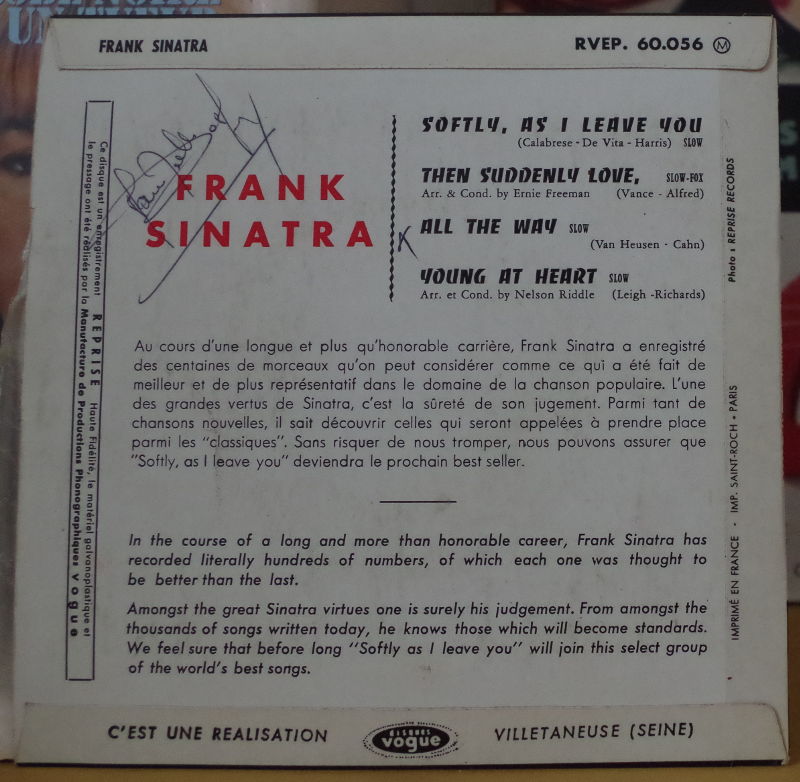 FRANK SINATRA
RVEP. 60.056 Ⓜ
FRANK
SINATRA
SOFTLY, AS I LEAVE YOU
(Calabrese - De Vita - Harris) SLOW
THEN SUDDENLY LOVE, SLOW-FOX
Arr. & Cond. by Ernie Freeman (Vance - Alfred)
ALL THE WAY SLOW
(Van Heusen - Cahn)
YOUNG AT HEART SLOW
Arr. et Cond. by Nelson Riddle (Leigh -Richards)
Ce disque est un enregistrement REPRISE Haute Fidélité, le matériel galvanoplastique et
le pressage ont été réalisés par la Manufacture de Productions Phonographiques vogue
Photo : REPRISE RECORDS
Au cours d'une longue et plus qu'honorable carrière, Frank Sinatra a enregistré
des centaines de morceaux qu'on peut considérer comme ce qui a été fait de
meilleur et de plus représentatif dans le domaine de la chanson populaire. L'une
des grandes vertus de Sinatra, c'est la sûreté de son jugement. Parmi tant de
chansons nouvelles, il sait découvrir celles qui seront appelées à prendre place
parmi les "classiques". Sans risquer de nous tromper, nous pouvons assurer que
"Softly, as I leave you" deviendra le prochain best seller.
In the course of a long and more than honorable career, Frank Sinatra has
recorded literally hundreds of numbers, of which each one was thought to
be better than the last.
Amongst the great Sinatra virtues one is surely his judgement. From amongst the
thousands of songs written today, he knows those which will become standards.
We feel sure that before long "Softly as I leave you" will join this select group
of the world's best songs.
IMPRIMÉ EN FRANCE - IMP. SAINT-ROCH - PARIS
C'EST UNE REALISATION
DISQUES
vogue
VILLETANEUSE (SEINE)